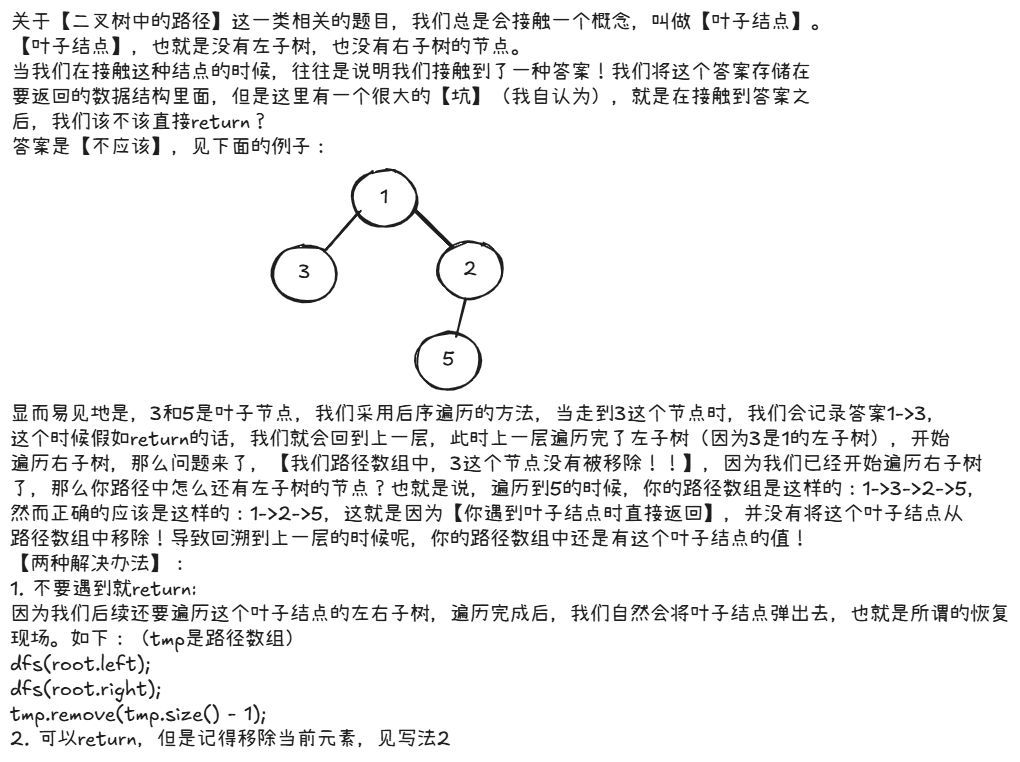 关于【二叉树中的路径】这一类相关的题目，我们总是会接触一个概念，叫做【叶子结点】。
【叶子结点】，也就是没有左子树，也没有右子树的节点。
当我们在接触这种结点的时候，往往是说明我们接触到了一种答案！我们将这个答案存储在
要返回的数据结构里面，但是这里有一个很大的【坑】（我自认为），就是在接触到答案之
后，我们该不该直接return？
答案是【不应该】，见下面的例子：
1
3
2
5
显而易见地是，3和5是叶子节点，我们采用后序遍历的方法，当走到3这个节点时，我们会记录答案1->3，
这个时候假如return的话，我们就会回到上一层，此时上一层遍历完了左子树（因为3是1的左子树），开始
遍历右子树，那么问题来了，【我们路径数组中，3这个节点没有被移除！！】，因为我们已经开始遍历右子树
了，那么你路径中怎么还有左子树的节点？也就是说，遍历到5的时候，你的路径数组是这样的：1->3->2->5，
然而正确的应该是这样的：1->2->5，这就是因为【你遇到叶子结点时直接返回】，并没有将这个叶子结点从
路径数组中移除！导致回溯到上一层的时候呢，你的路径数组中还是有这个叶子结点的值！
【两种解决办法】：
1. 不要遇到就return:
因为我们后续还要遍历这个叶子结点的左右子树，遍历完成后，我们自然会将叶子结点弹出去，也就是所谓的恢复
现场。如下：（tmp是路径数组）
dfs(root.left);
dfs(root.right);
tmp.remove(tmp.size() - 1);
2. 可以return，但是记得移除当前元素，见写法2